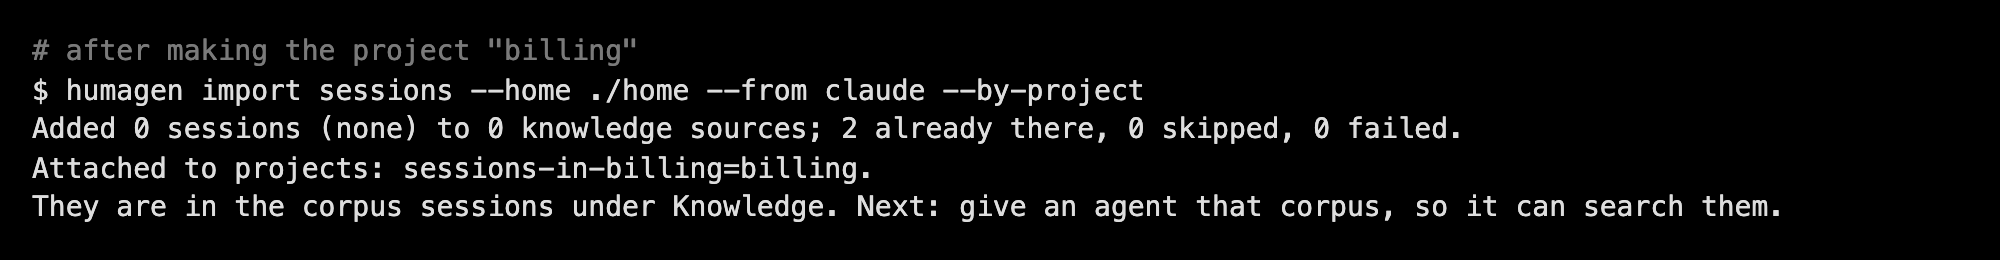 # after making the project "billing"
$ humagen import sessions --home ./home --from claude --by-project
Added 0 sessions (none) to 0 knowledge sources; 2 already there, 0 skipped, 0 failed.
Attached to projects: sessions-in-billing=billing.
They are in the corpus sessions under Knowledge. Next: give an agent that corpus, so it can search them.